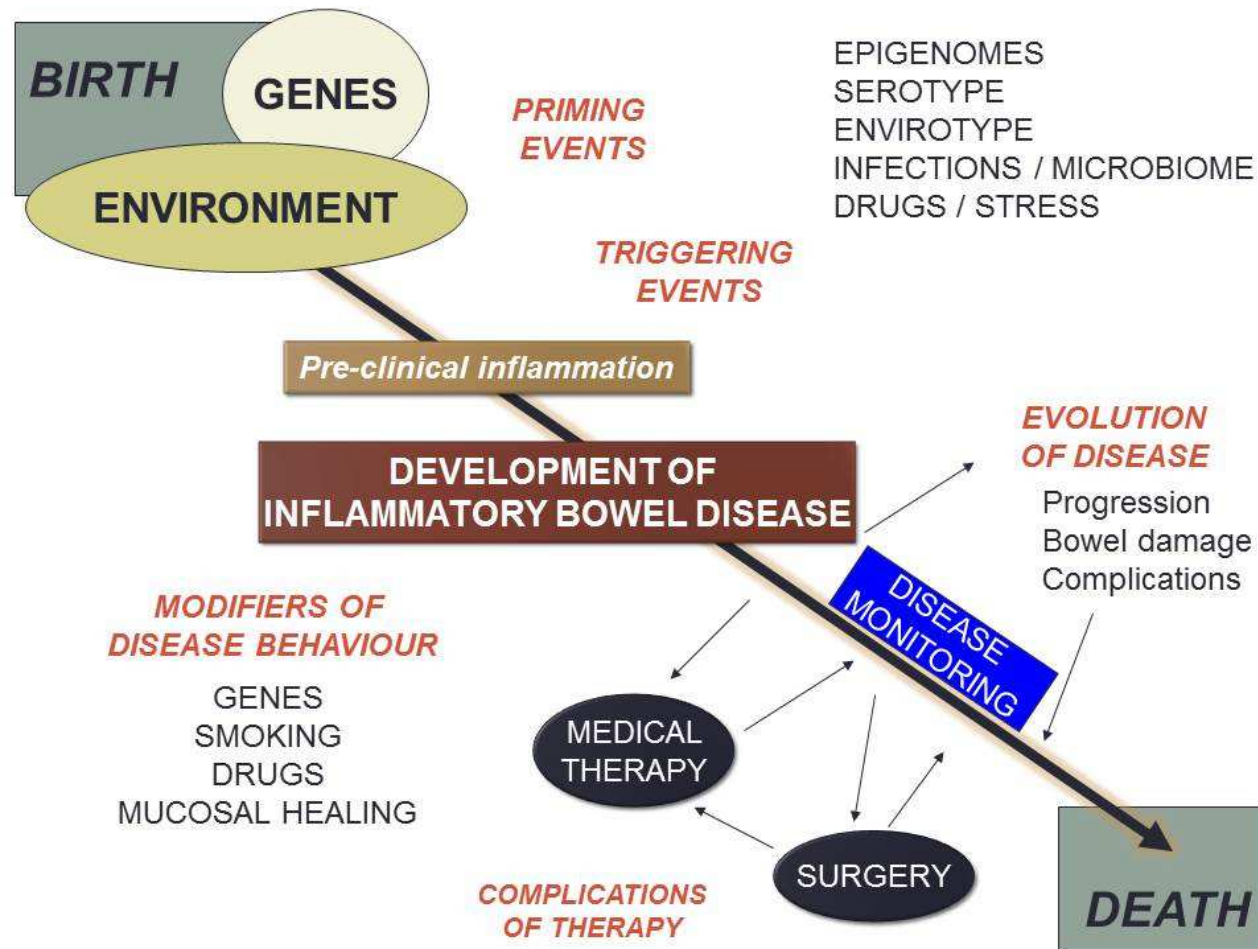 BIRTH
GENES
ENVIRONMENT
PRIMING
EVENTS
EPIGENOMES
SEROTYPE
ENVIROTYPE
INFECTIONS / MICROBIOME
DRUGS / STRESS
TRIGGERING
EVENTS
Pre-clinical inflammation
DEVELOPMENT OF
INFLAMMATORY BOWEL DISEASE
EVOLUTION
OF DISEASE
Progression
Bowel damage
Complications
DISEASE
MONITORING
MODIFIERS OF
DISEASE BEHAVIOUR
GENES
SMOKING
DRUGS
MUCOSAL HEALING
MEDICAL
THERAPY
SURGERY
COMPLICATIONS
OF THERAPY
DEATH